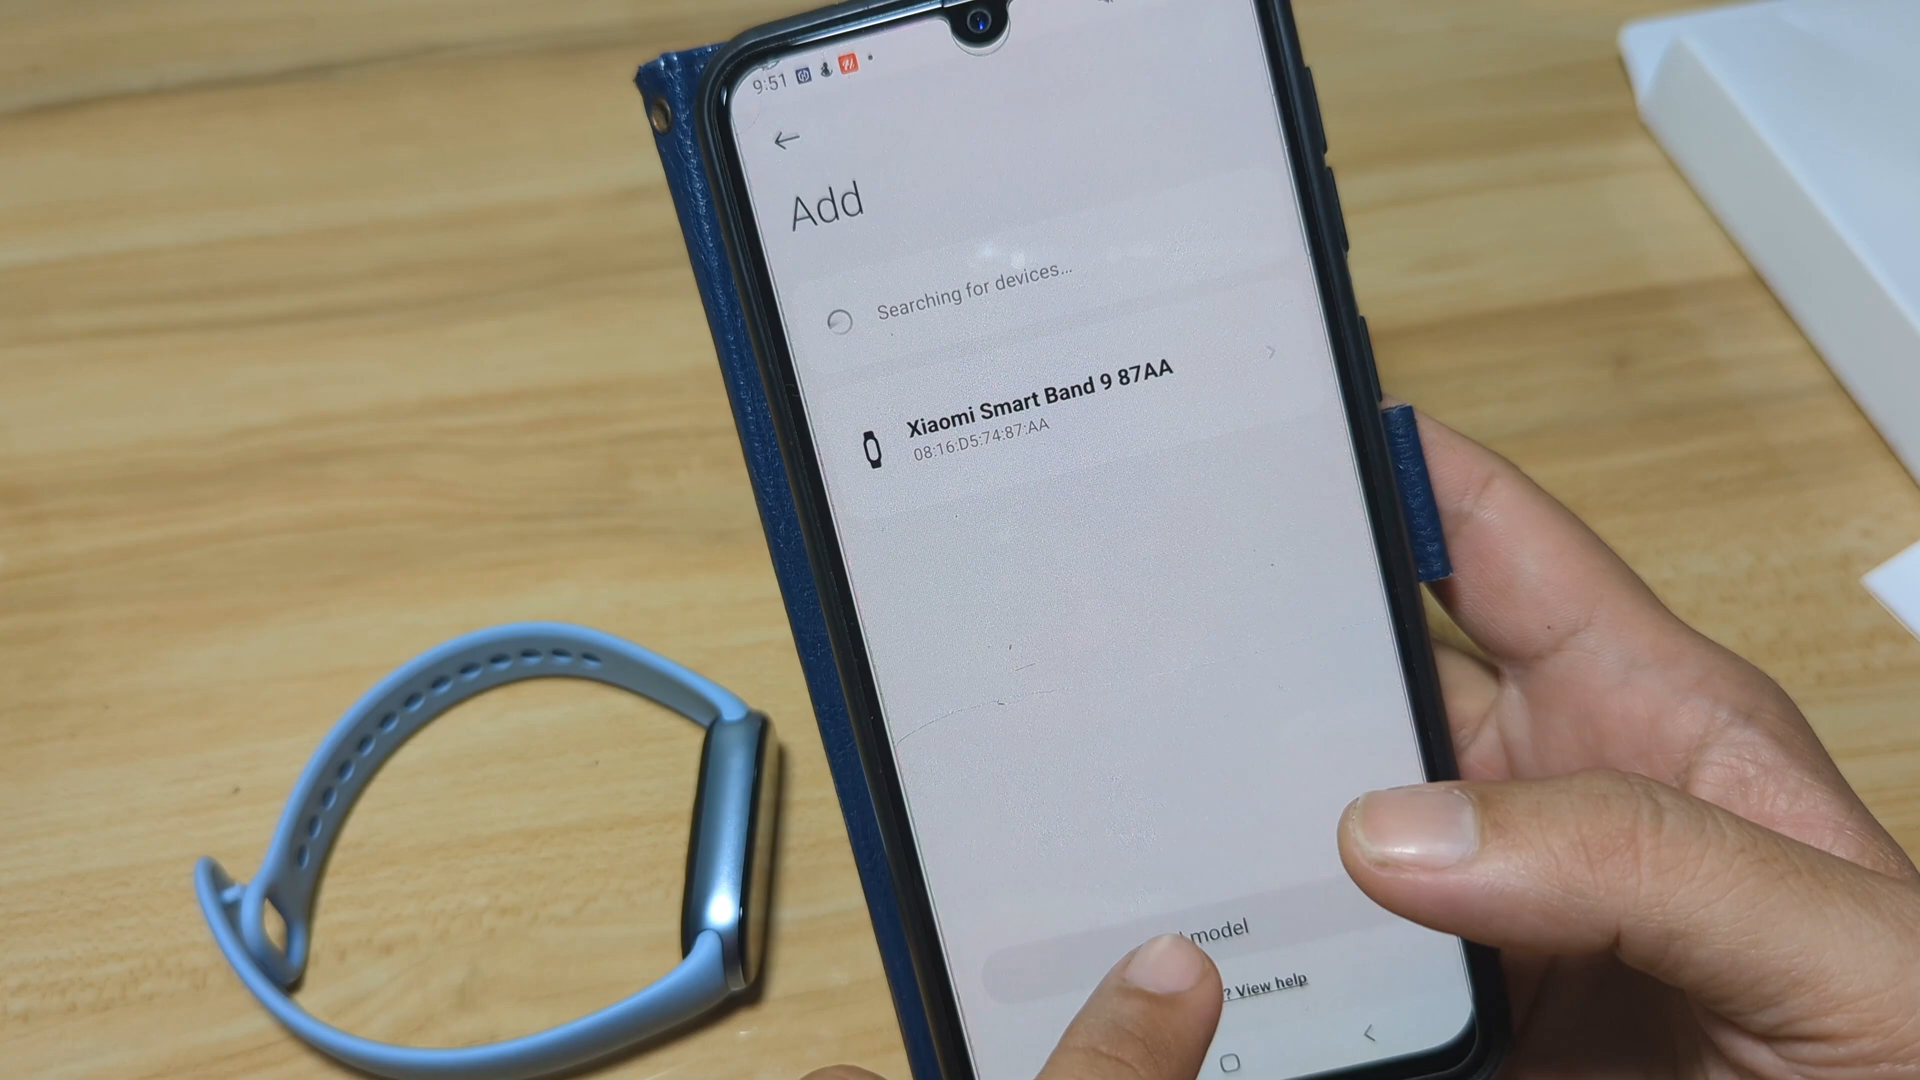 9:51
Add
Searching for devices...
Xiaomi Smart Band 9 87AA
08:16:D5:74:87:AA
model
? View help